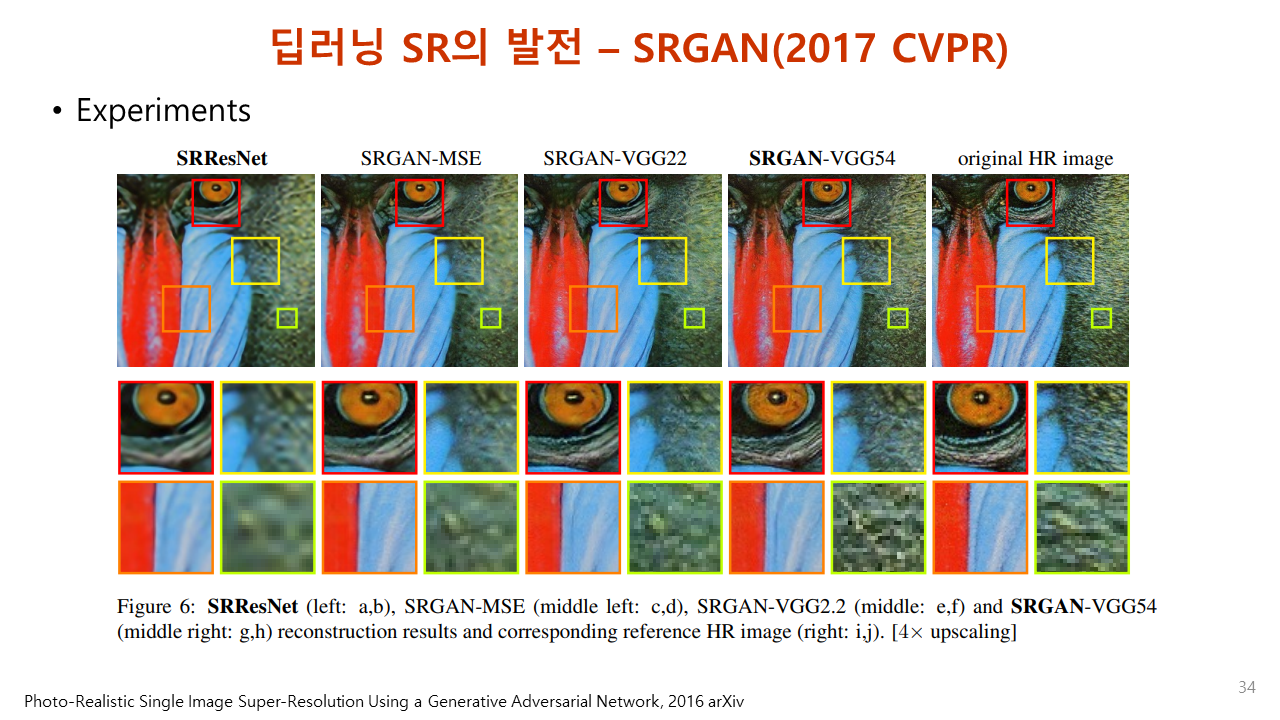 딥러닝 SR의 발전 – SRGAN(2017 CVPR)
• Experiments
SRResNet SRGAN-MSE SRGAN-VGG22 SRGAN-VGG54 original HR image
Figure 6: SRResNet (left: a,b), SRGAN-MSE (middle left: c,d), SRGAN-VGG2.2 (middle: e,f) and SRGAN-VGG54
(middle right: g,h) reconstruction results and corresponding reference HR image (right: i,j). [4× upscaling]
Photo-Realistic Single Image Super-Resolution Using a Generative Adversarial Network, 2016 arXiv
34